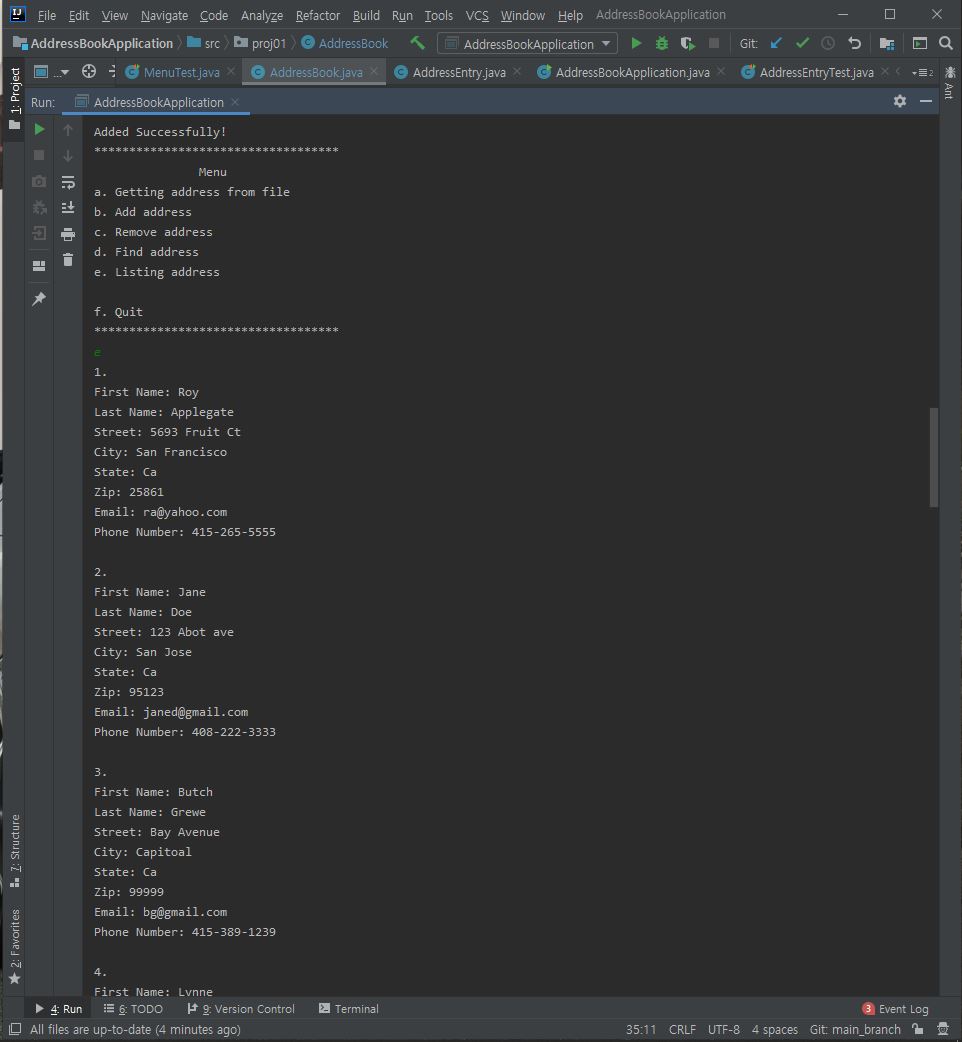 File Edit View Navigate Code Analyze Refactor Build Run Tools VCS Window Help AddressBookApplication
AddressBookApplication src proj01 AddressBook AddressBookApplication Git:
... MenuTest.java AddressBook.java AddressEntry.java AddressBookApplication.java AddressEntryTest.java 2
1: Project
Ant
Run: AddressBookApplication
Added Successfully!
***********************************
Menu
a. Getting address from file
b. Add address
c. Remove address
d. Find address
e. Listing address
f. Quit
***********************************
e
1.
First Name: Roy
Last Name: Applegate
Street: 5693 Fruit Ct
City: San Francisco
State: Ca
Zip: 25861
Email: ra@yahoo.com
Phone Number: 415-265-5555
2.
First Name: Jane
Last Name: Doe
Street: 123 Abot ave
City: San Jose
State: Ca
Zip: 95123
Email: janed@gmail.com
Phone Number: 408-222-3333
3.
First Name: Butch
Last Name: Grewe
Street: Bay Avenue
City: Capitoal
State: Ca
Zip: 99999
Email: bg@gmail.com
Phone Number: 415-389-1239
4.
First Name: Lynne
7: Structure
2: Favorites
4: Run 6: TODO 9: Version Control Terminal 3 Event Log
All files are up-to-date (4 minutes ago) 35:11 CRLF UTF-8 4 spaces Git: main_branch